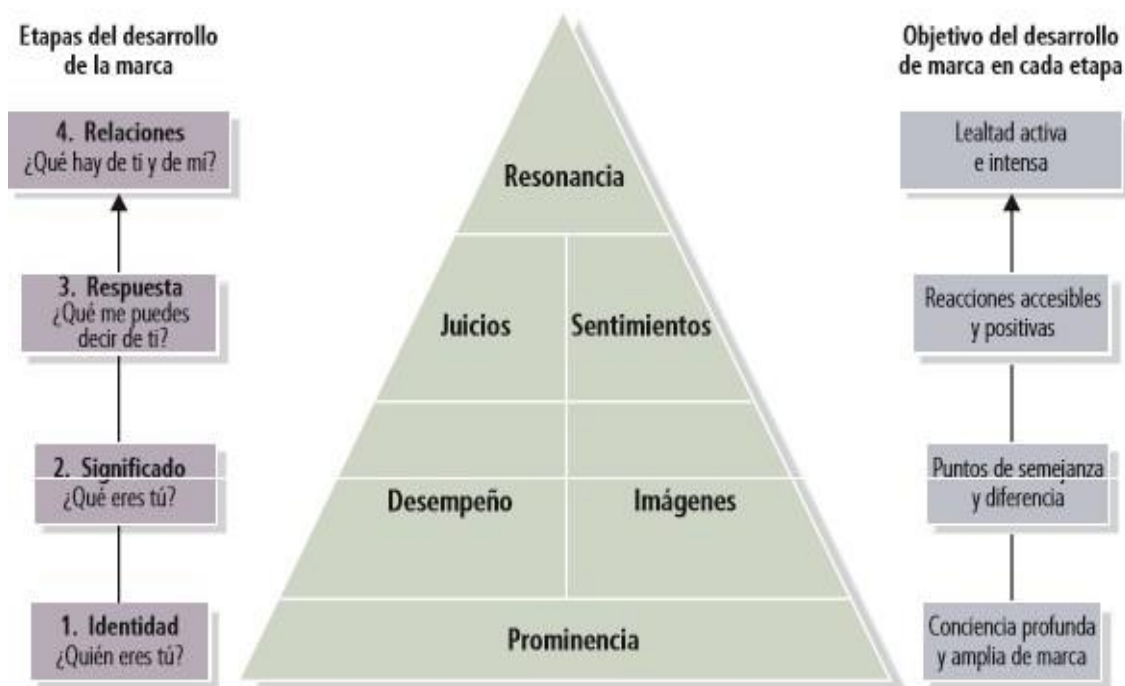 Etapas del desarrollo
de la marca
4. Relaciones
¿Qué hay de ti y de mí?
3. Respuesta
¿Qué me puedes
decir de ti?
2. Significado
¿Qué eres tú?
1. Identidad
¿Quién eres tú?
Resonancia
Juicios
Sentimientos
Desempeño
Imágenes
Prominencia
Objetivo del desarrollo
de marca en cada etapa
Lealtad activa
e intensa
Reacciones accesibles
y positivas
Puntos de semejanza
y diferencia
Conciencia profunda
y amplia de marca